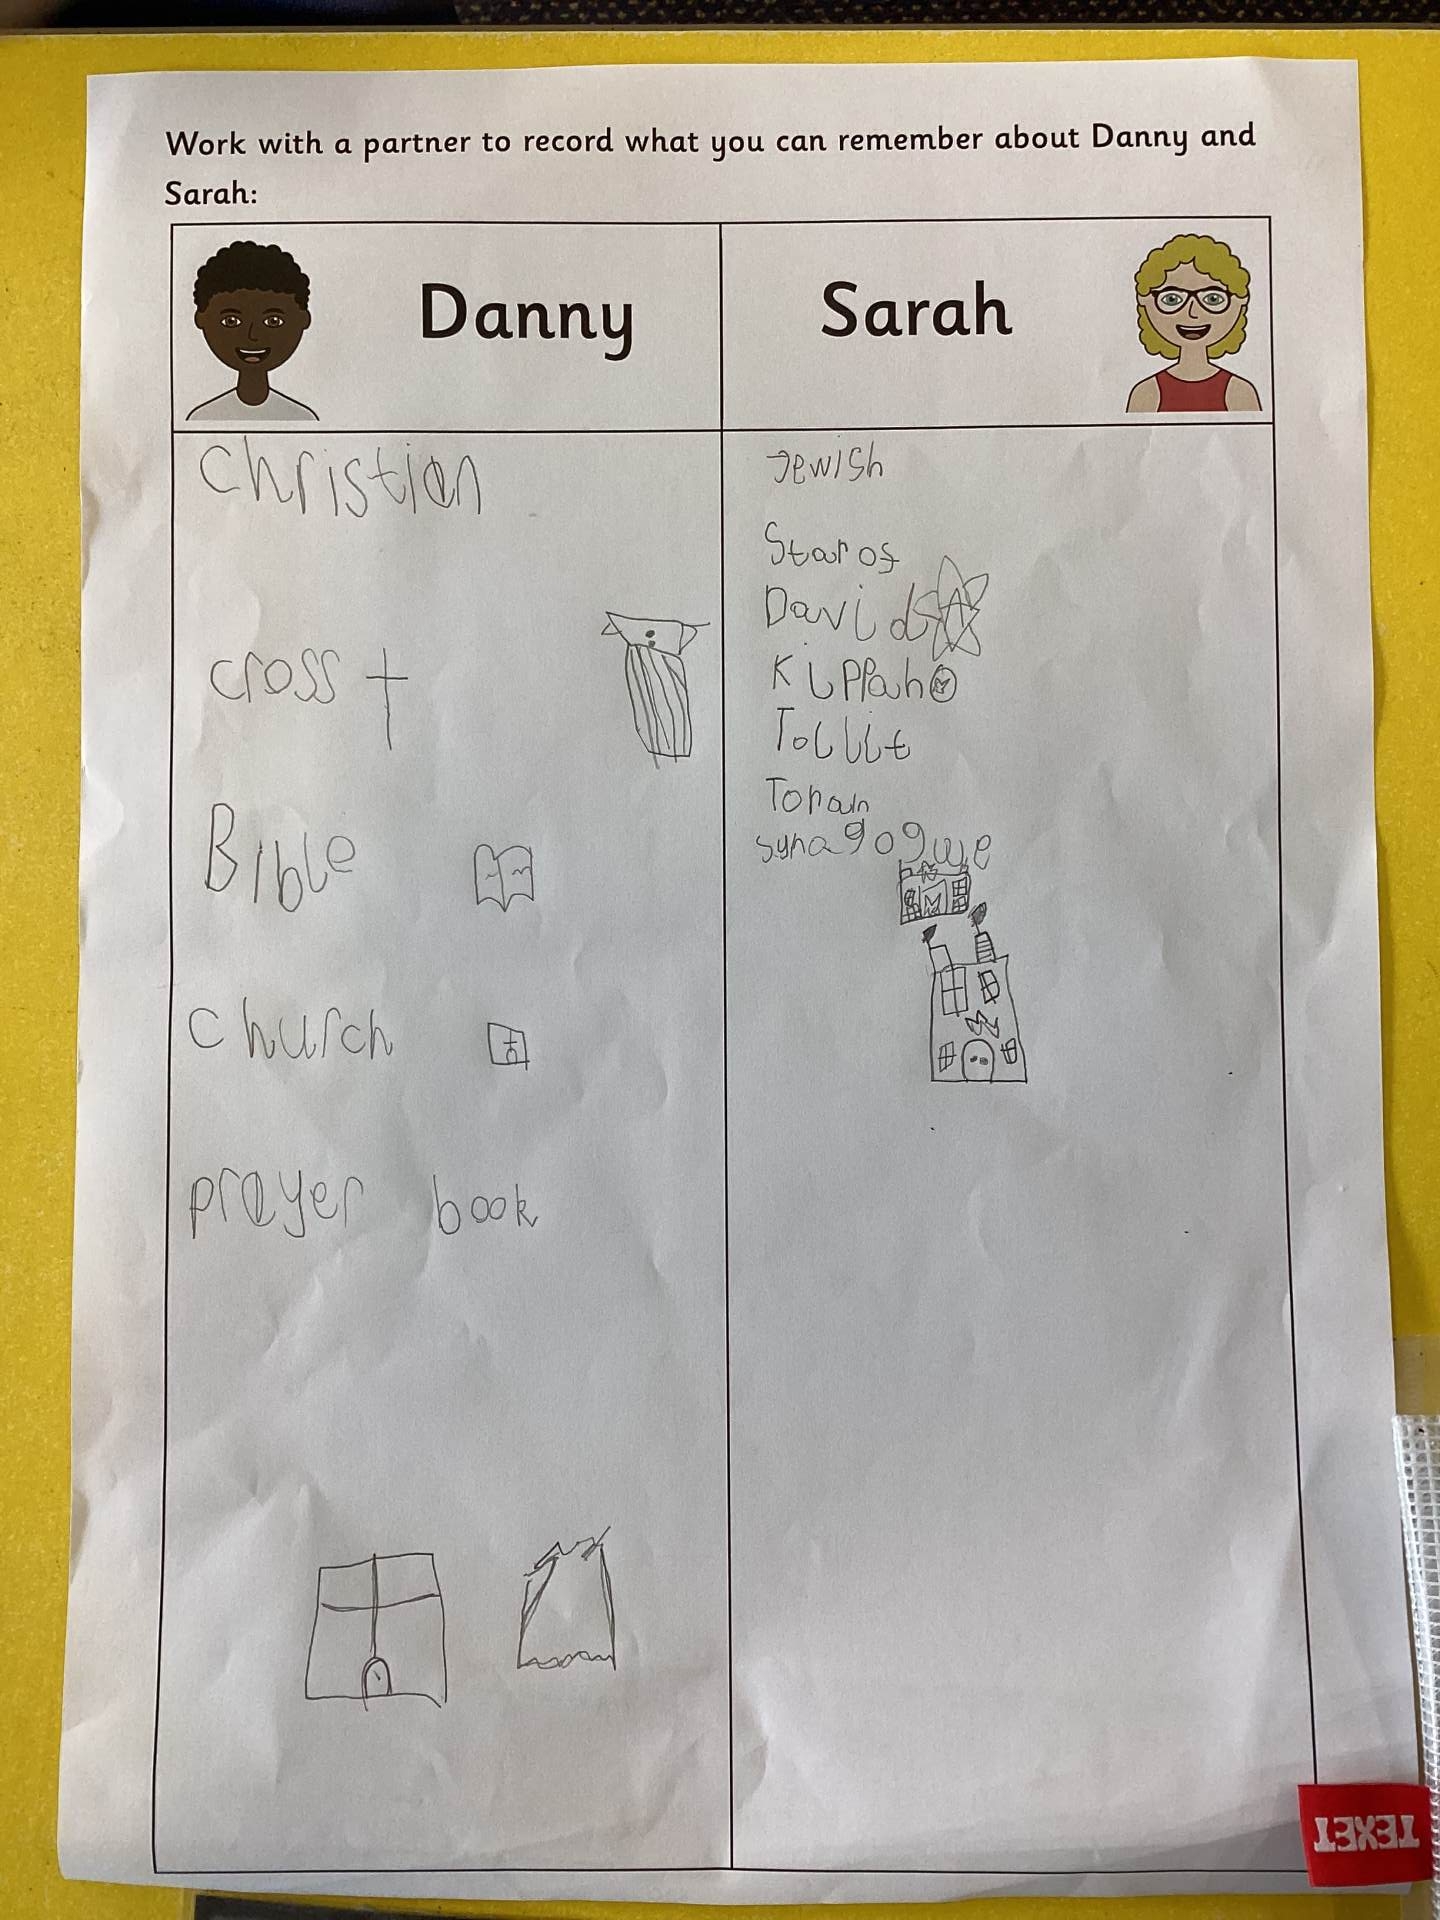 Work with a partner to record what you can remember about Danny and
Sarah:
Danny
Sarah
Christian
cross
Bible
church
prayer book
Jewish
Star of
David
Kippah
Tallit
Torah
synagogue
TEXET